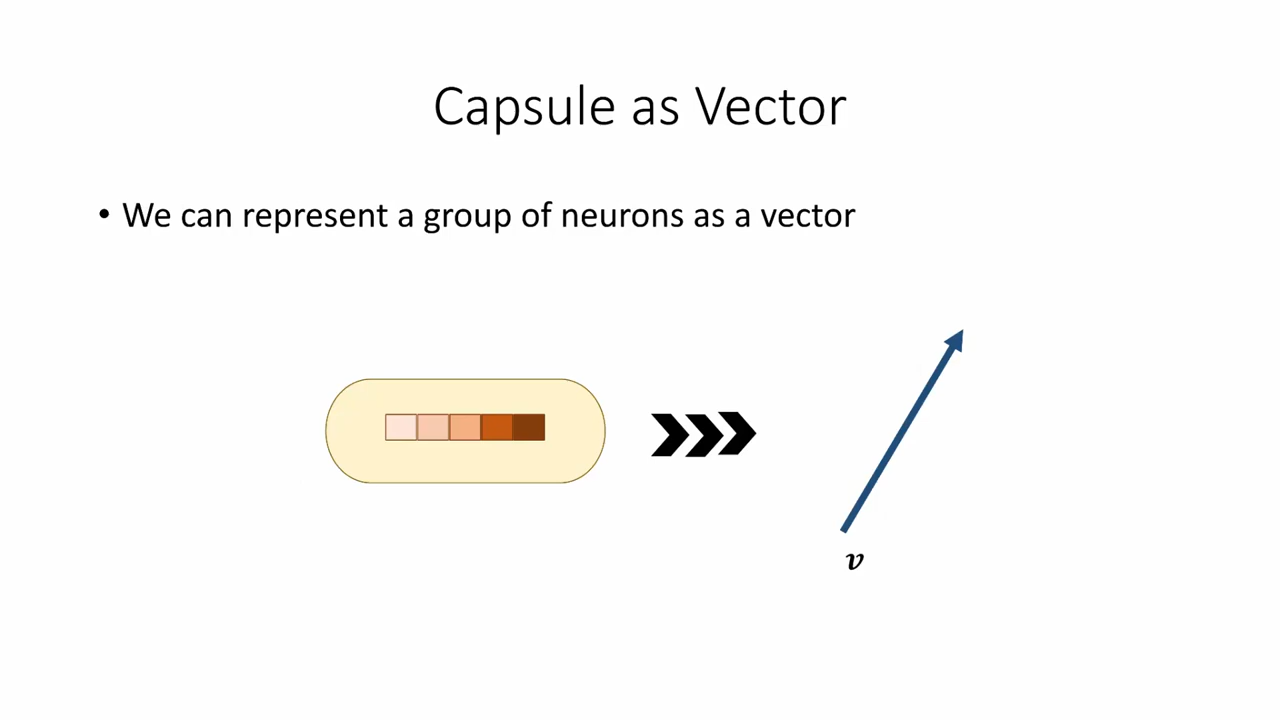 Capsule as Vector
• We can represent a group of neurons as a vector
v